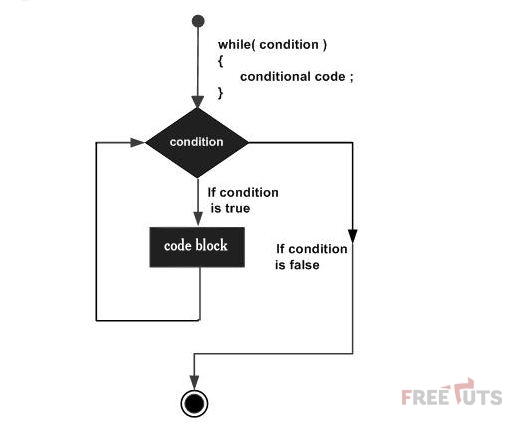 while( condition )
{
conditional code ;
}
condition
If condition
is true
code block
If condition
is false
FREETUTS